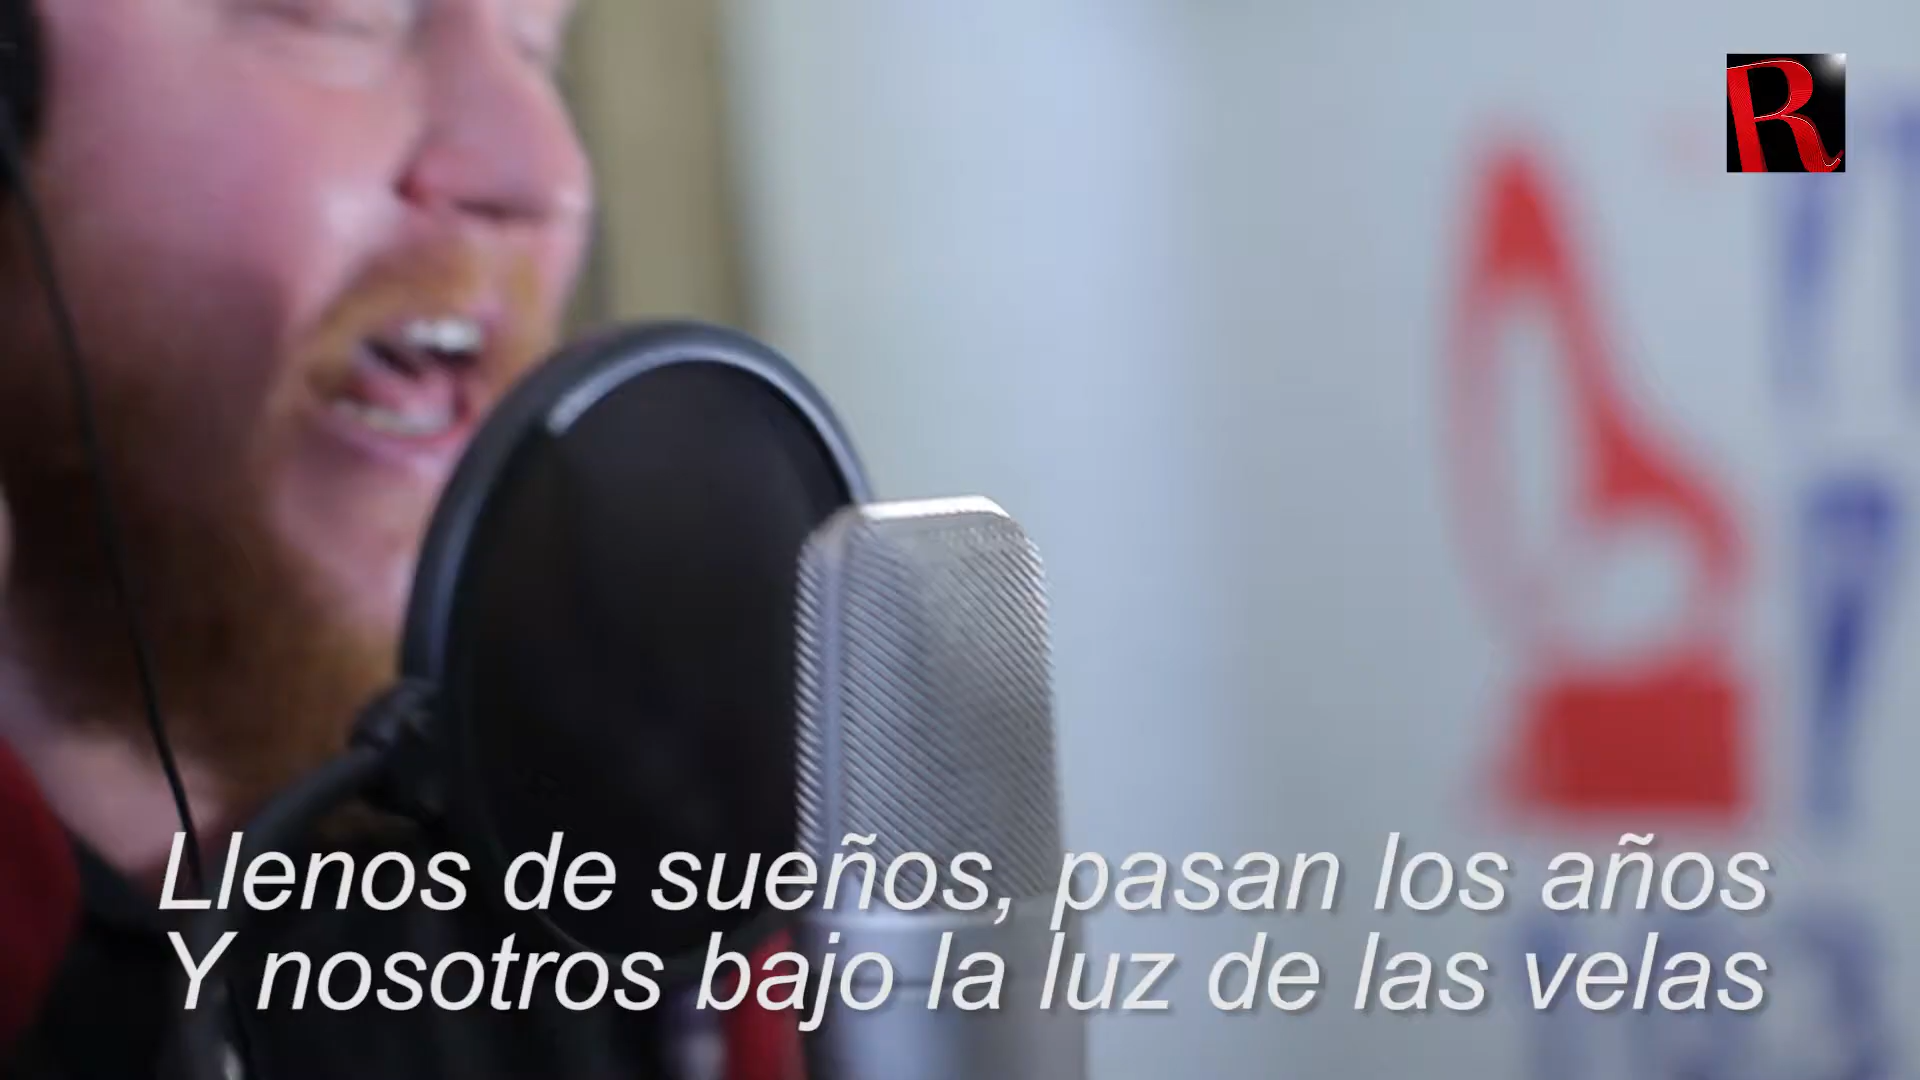 R
Llenos de sueños, pasan los años
Y nosotros bajo la luz de las velas